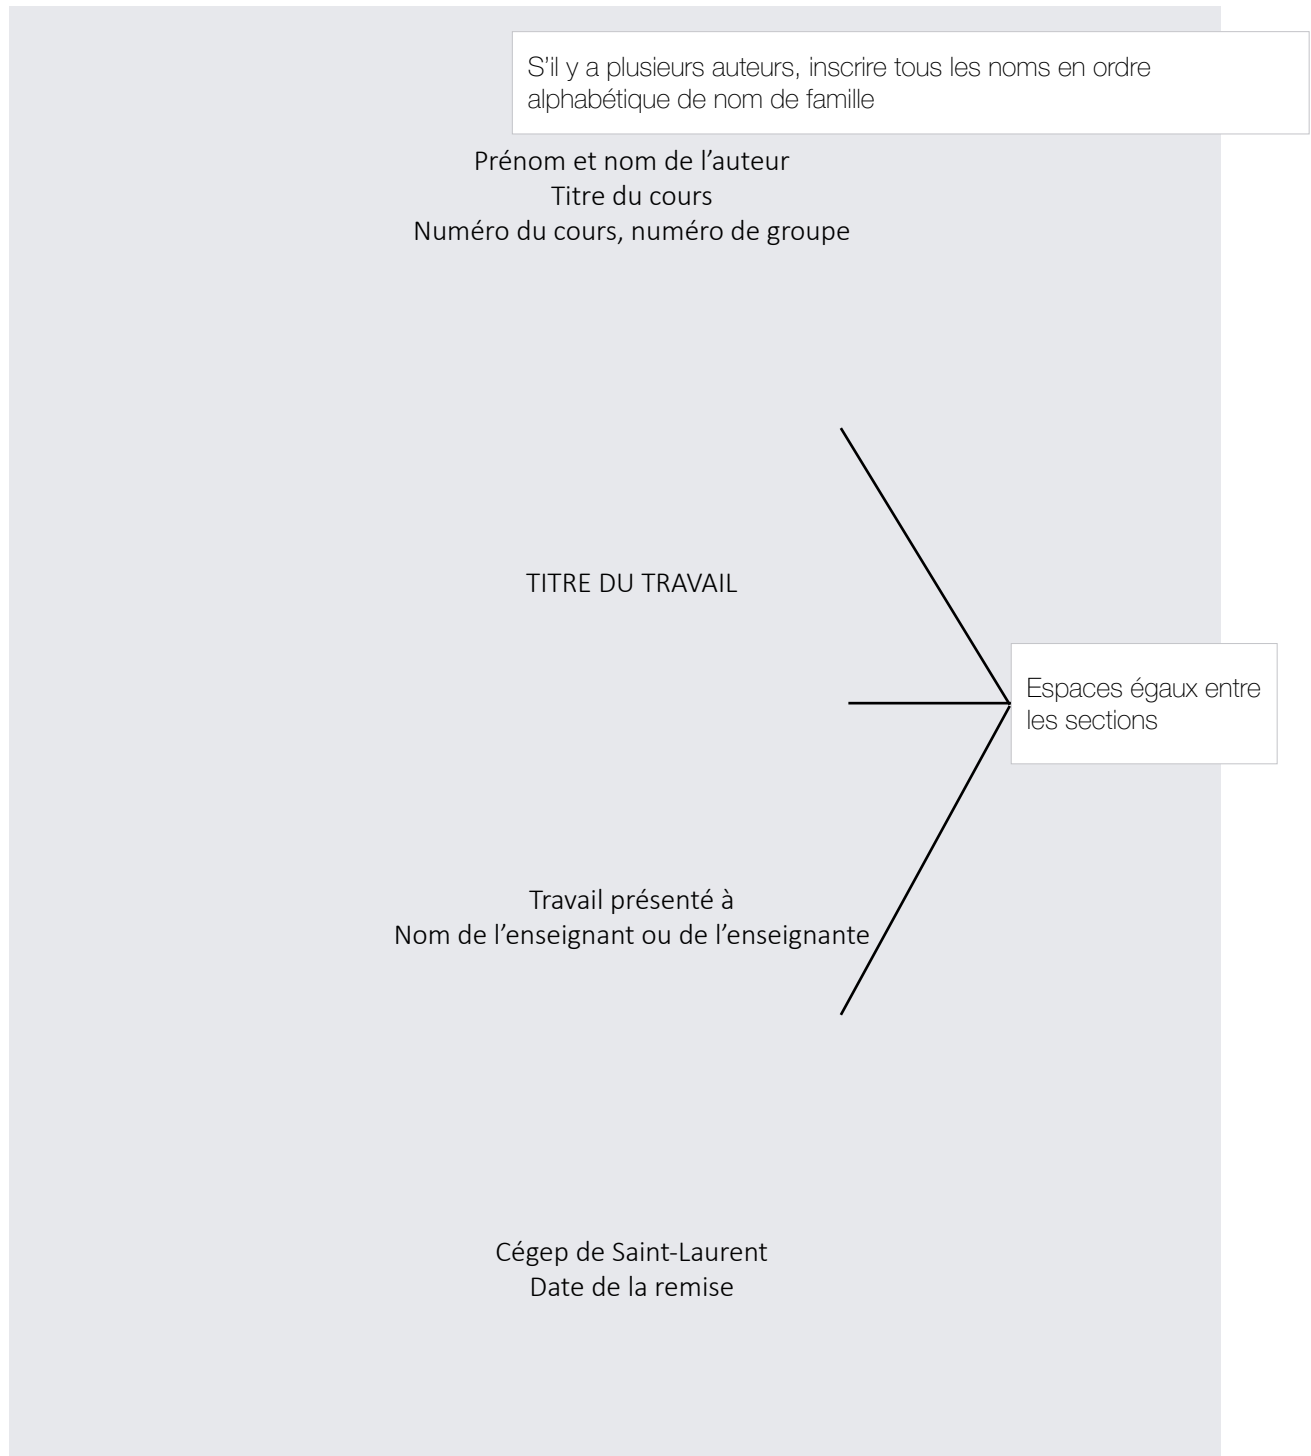 S'il y a plusieurs auteurs, inscrire tous les noms en ordre
alphabétique de nom de famille
Prénom et nom de l'auteur
Titre du cours
Numéro du cours, numéro de groupe
TITRE DU TRAVAIL
Espaces égaux entre
les sections
Travail présenté à
Nom de l'enseignant ou de l'enseignante
Cégep de Saint-Laurent
Date de la remise